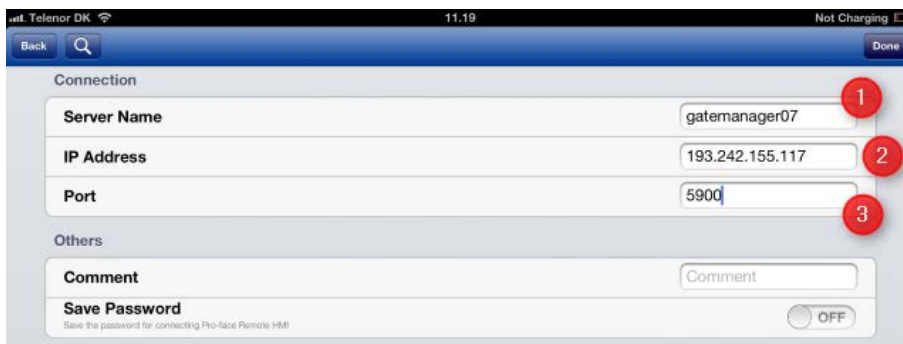 Telenor DK 11.19 Not Charging
Back Done
Connection
Server Name gatemanager07 1
IP Address 193.242.155.117 2
Port 5900 3
Others
Comment Comment
Save Password OFF
Save the password for connecting Pro-face Remote HMI